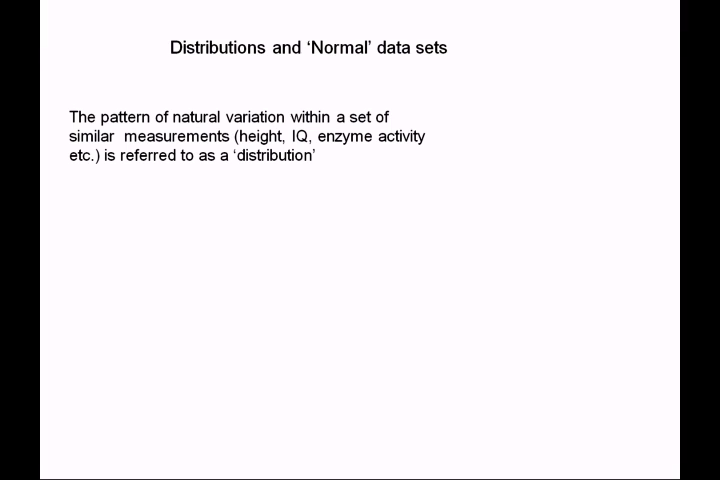 Distributions and ‘Normal’ data sets
The pattern of natural variation within a set of
similar  measurements (height, IQ, enzyme activity
etc.) is referred to as a ‘distribution’